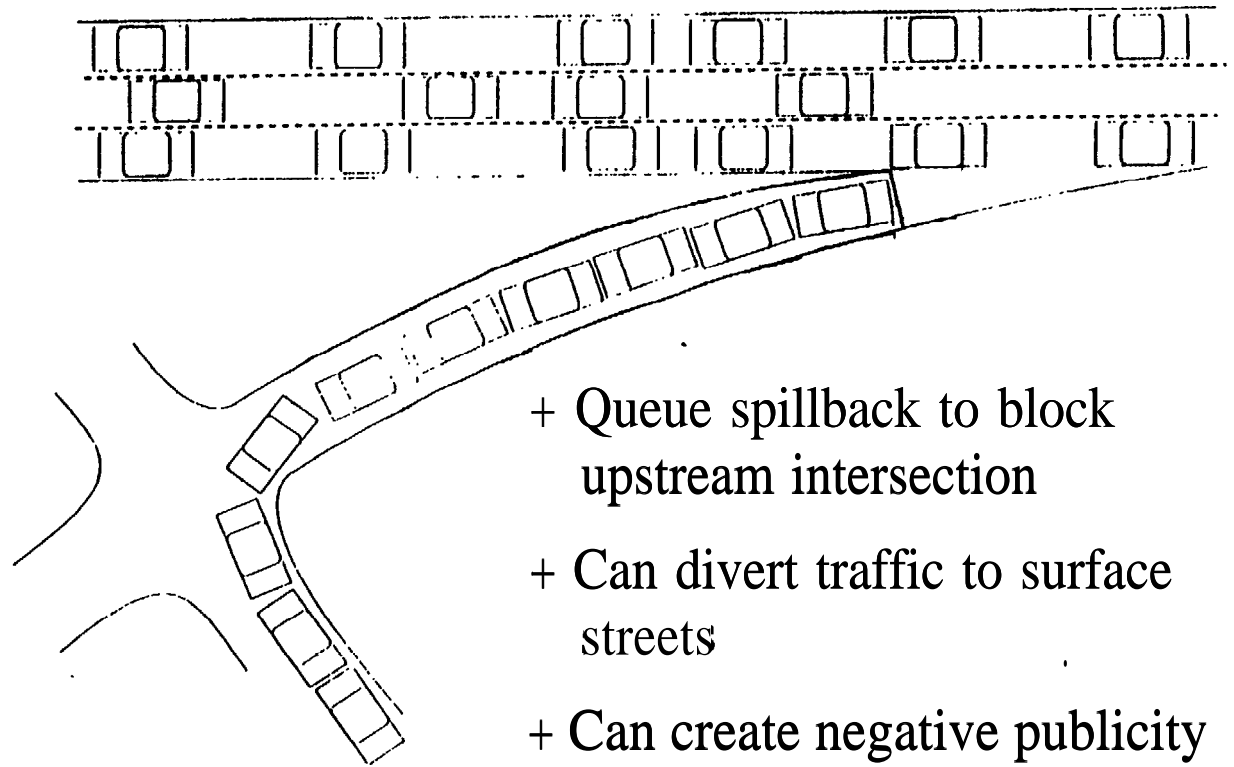 + Queue spillback to block
upstream intersection
+ Can divert traffic to surface
streets
+ Can create negative publicity